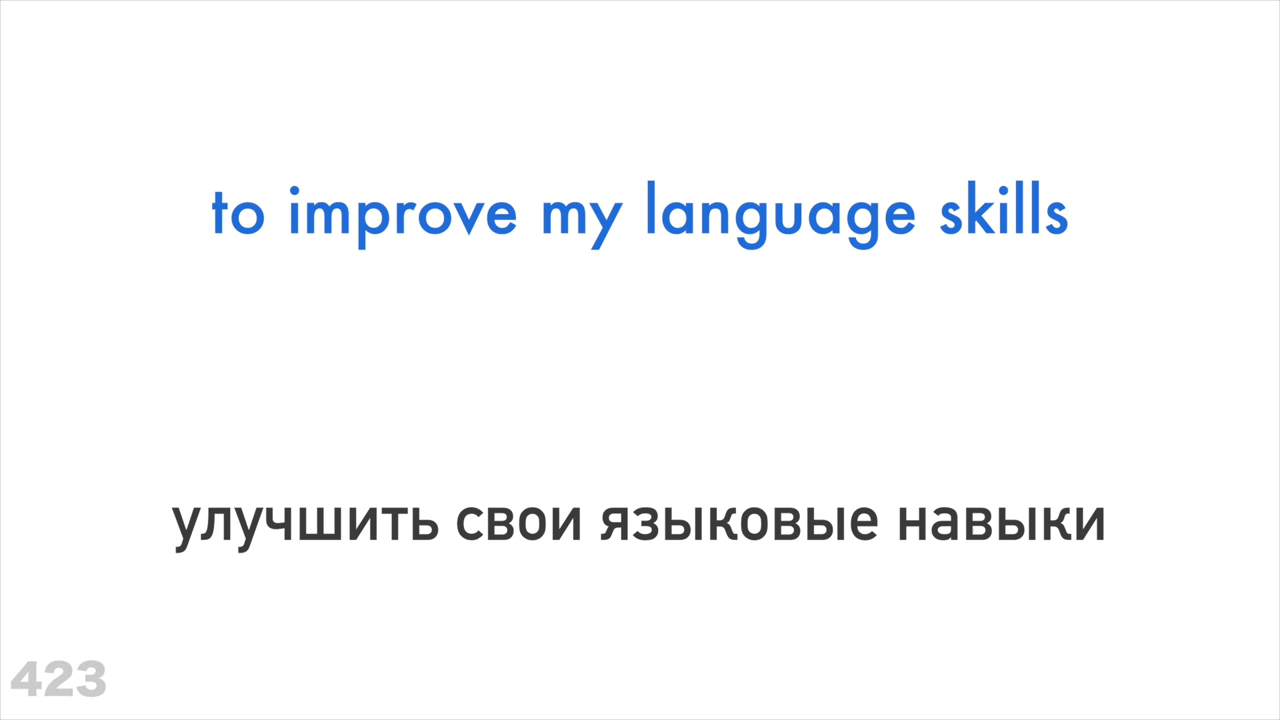 to improve my language skills
улучшить свои языковые навыки
423